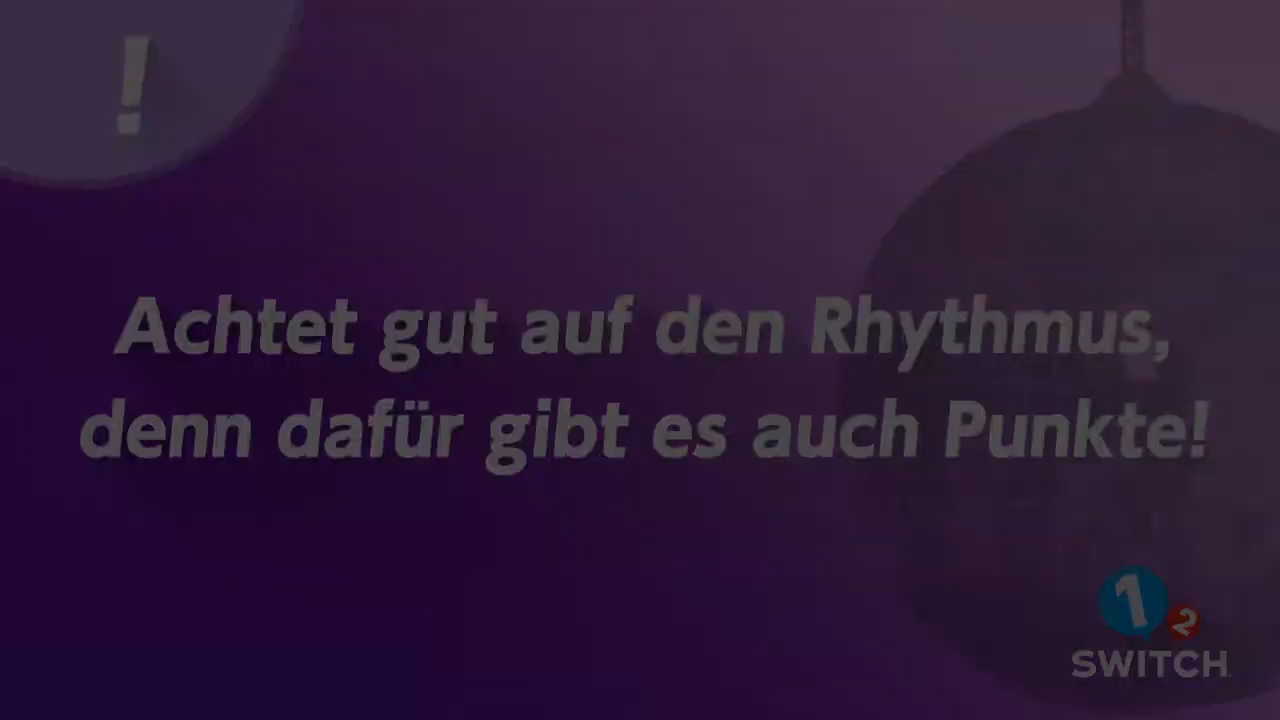 !
Achtet gut auf den Rhythmus,
denn dafür gibt es auch Punkte!
1 2
SWITCH